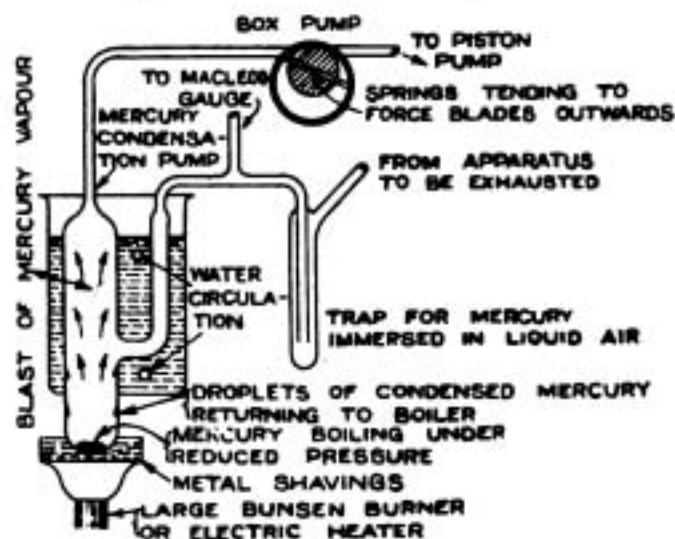 BOX PUMP
TO PISTON
PUMP
TO MACLEOD
GAUGE
SPRINGS TENDING TO
FORCE BLADES OUTWARDS
MERCURY
CONDENSA-
TION PUMP
FROM APPARATUS
TO BE EXHAUSTED
BLAST OF MERCURY VAPOUR
WATER
CIRCULA-
TION
TRAP FOR MERCURY
IMMERSED IN LIQUID AIR
DROPLETS OF CONDENSED MERCURY
RETURNING TO BOILER
MERCURY BOILING UNDER
REDUCED PRESSURE
METAL SHAVINGS
LARGE BUNSEN BURNER
OR ELECTRIC HEATER